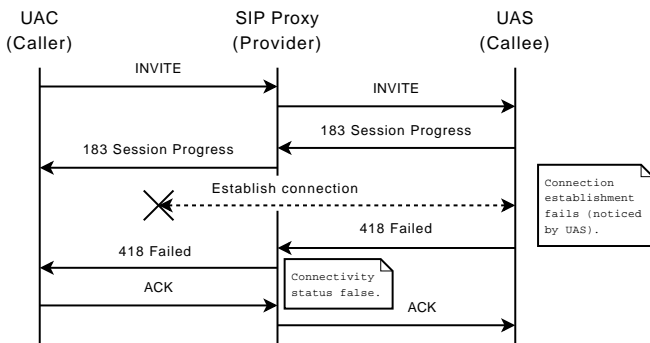 UAC
(Caller)
SIP Proxy
(Provider)
UAS
(Callee)
INVITE
INVITE
183 Session Progress
183 Session Progress
Establish connection
Connection
establishment
fails (noticed
by UAS).
418 Failed
418 Failed
Connectivity
status false.
ACK
ACK